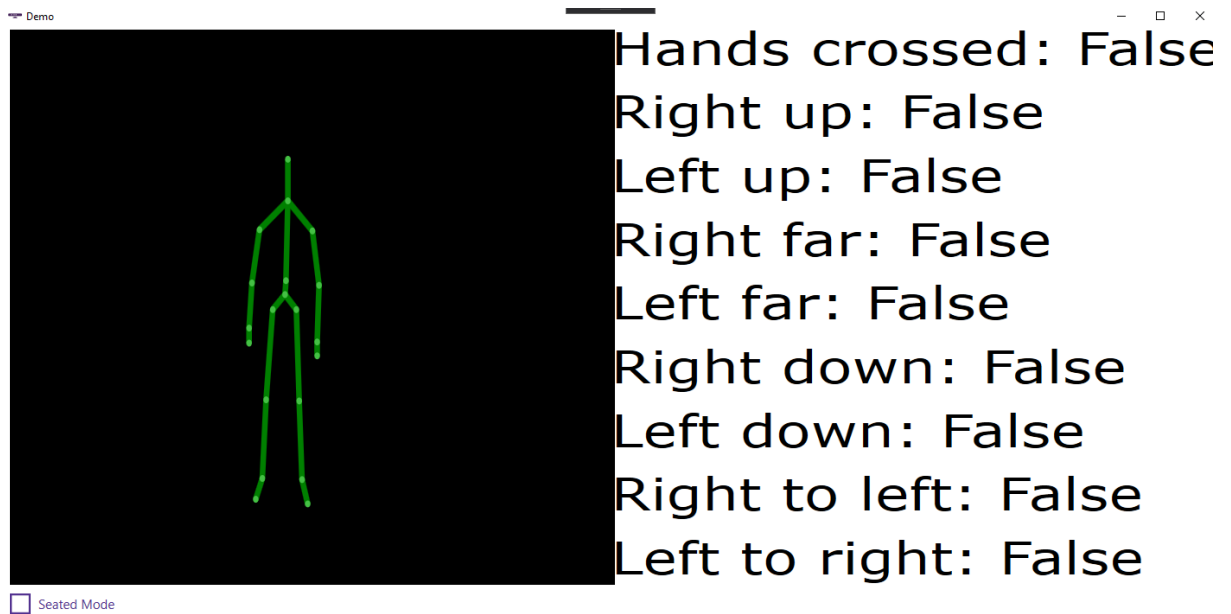 Demo
Hands crossed: False
Right up: False
Left up: False
Right far: False
Left far: False
Right down: False
Left down: False
Right to left: False
Left to right: False
Seated Mode